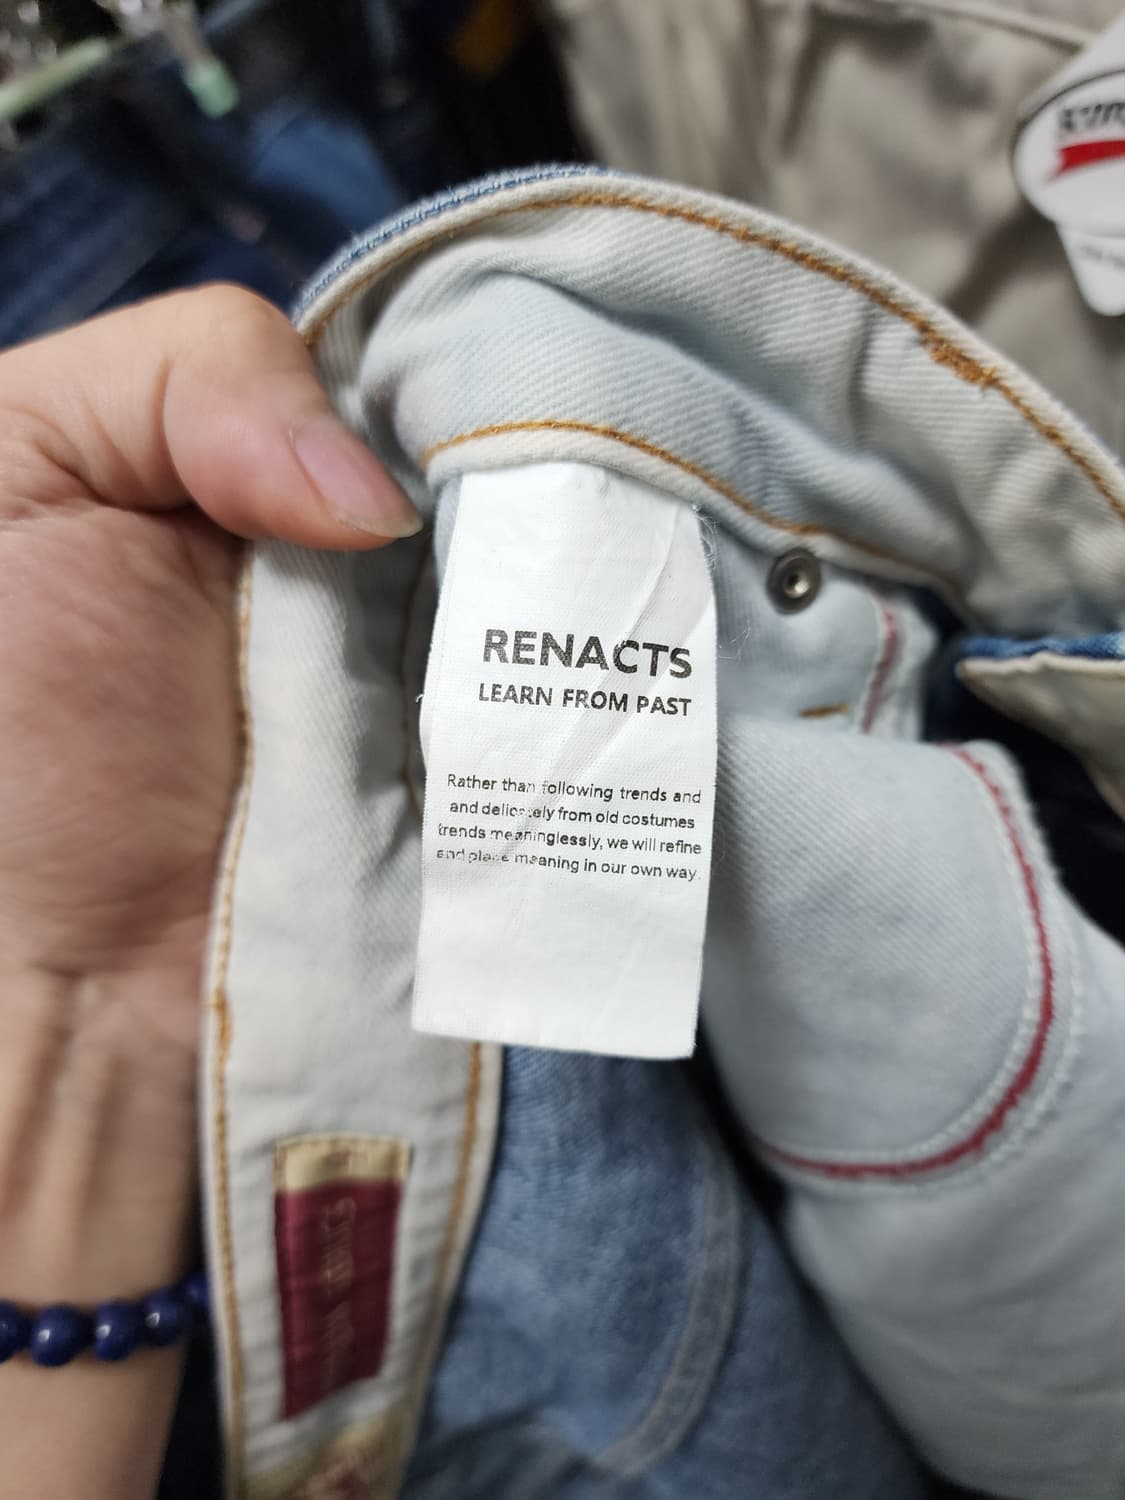 RENACTS
LEARN FROM PAST
Rather than following trends and
and delicately from old costumes
trends meaninglessly, we will refine
and place meaning in our own way.